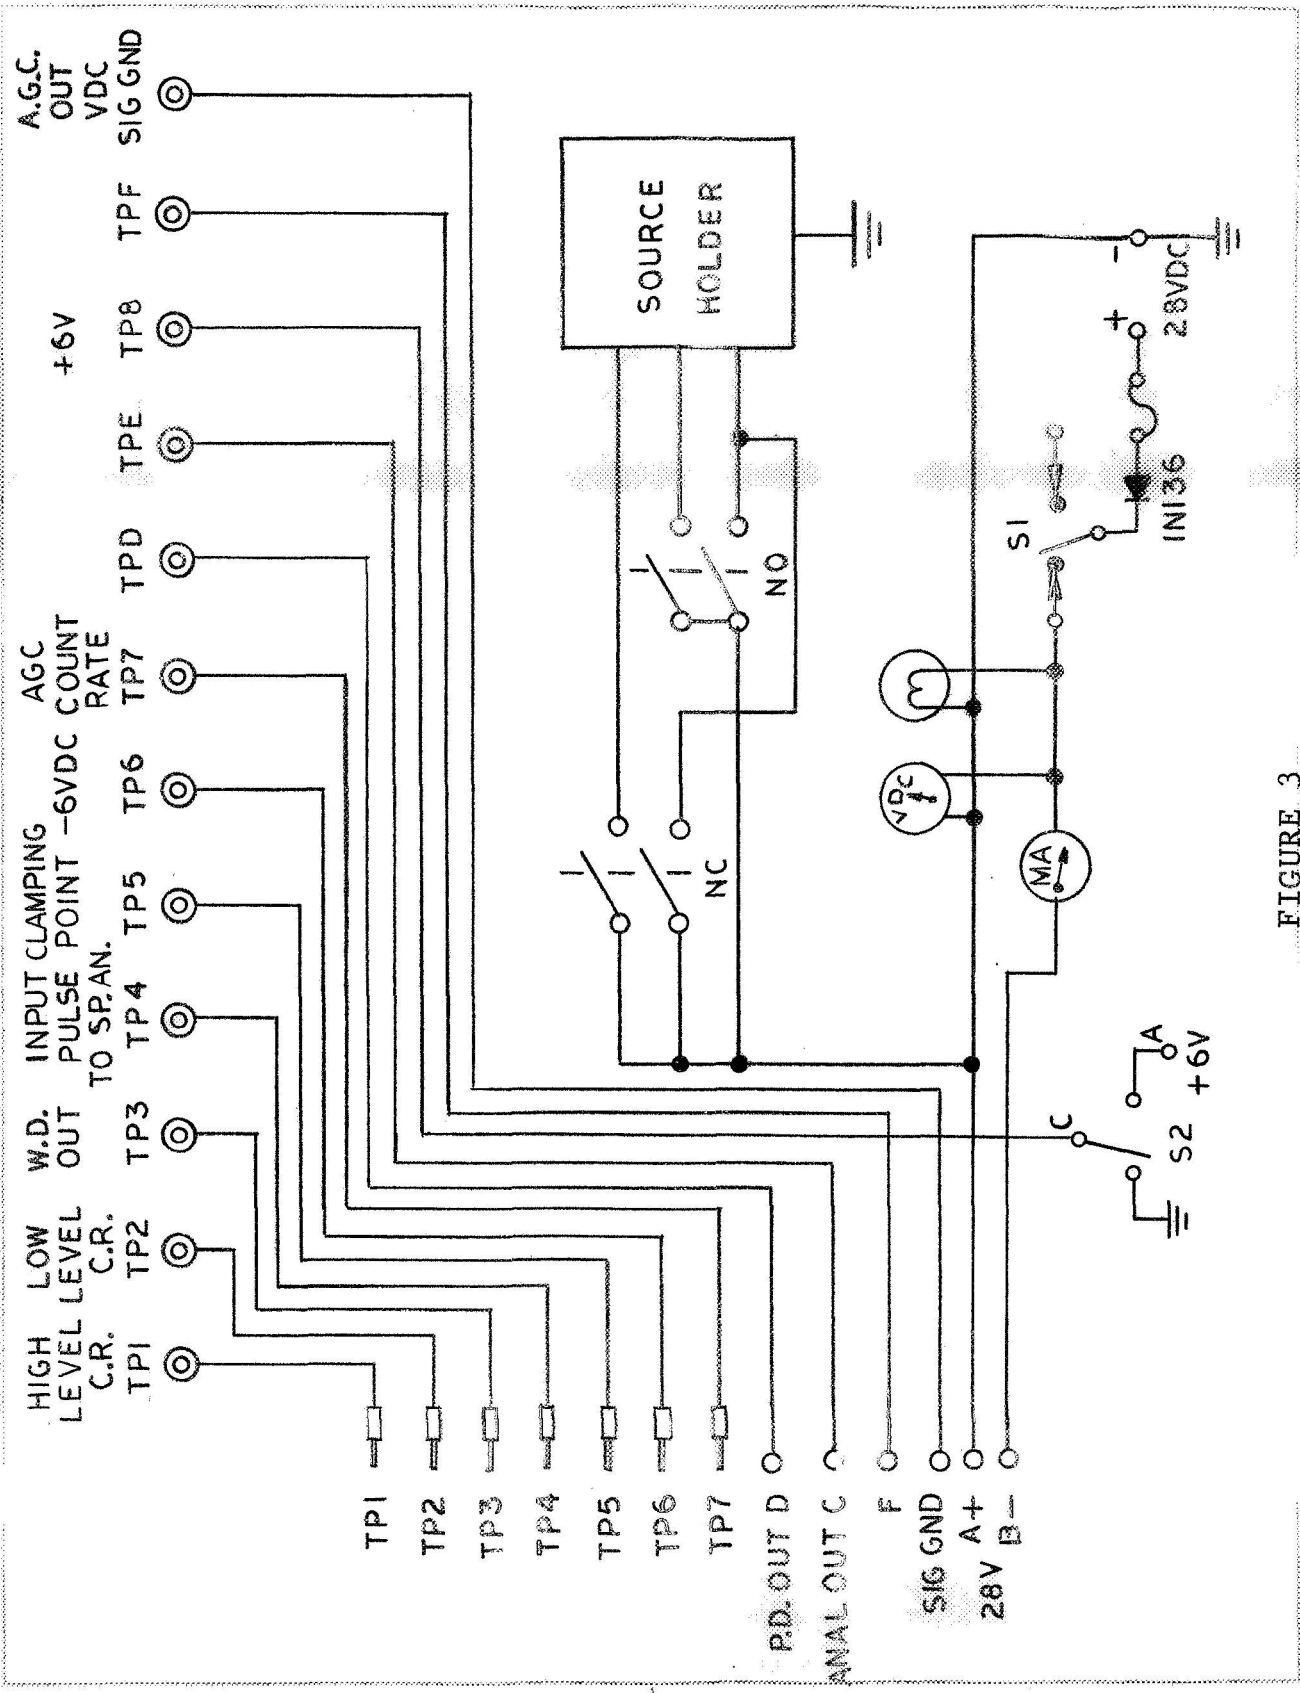 HIGH
LEVEL
C.R.
TP1
LOW
LEVEL
C.R.
TP2
W.D.
OUT
TP3
INPUT
PULSE
TO SP. AN.
TP4
CLAMPING
POINT
TP5
-6VDC
TP6
AGC
COUNT
RATE
TP7
TPD
TPE
+6V
TP8
TPF
A.G.C.
OUT
VDC
SIG GND
TP1
TP2
TP3
TP4
TP5
TP6
TP7
P.D. OUT D
ANAL OUT C
F
SIG GND
28V A+
B-
NC
NO
SOURCE
HOLDER
VDC
MA
S1
1N136
+
-
28VDC
C
S2
A
+6V
FIGURE 3